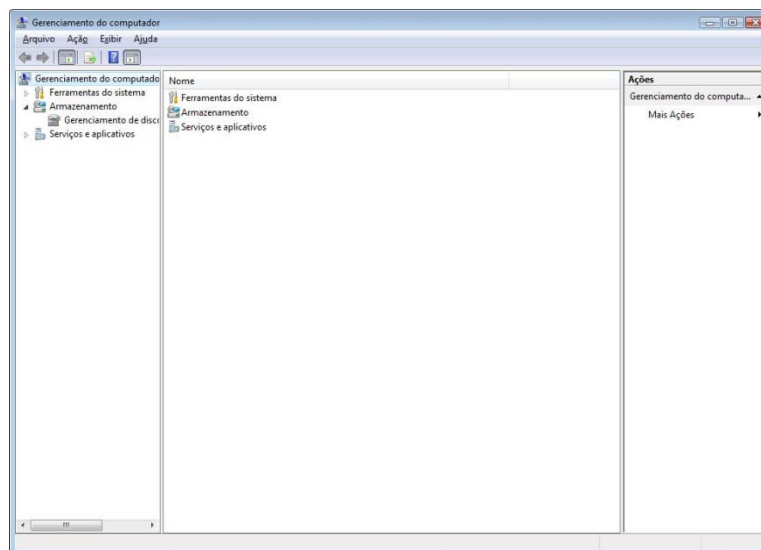 Gerenciamento do computador
Arquivo Ação Exibir Ajuda
Gerenciamento do computado
Ferramentas do sistema
Armazenamento
Gerenciamento de disco
Serviços e aplicativos
Nome
Ferramentas do sistema
Armazenamento
Serviços e aplicativos
Ações
Gerenciamento do computa...
Mais Ações